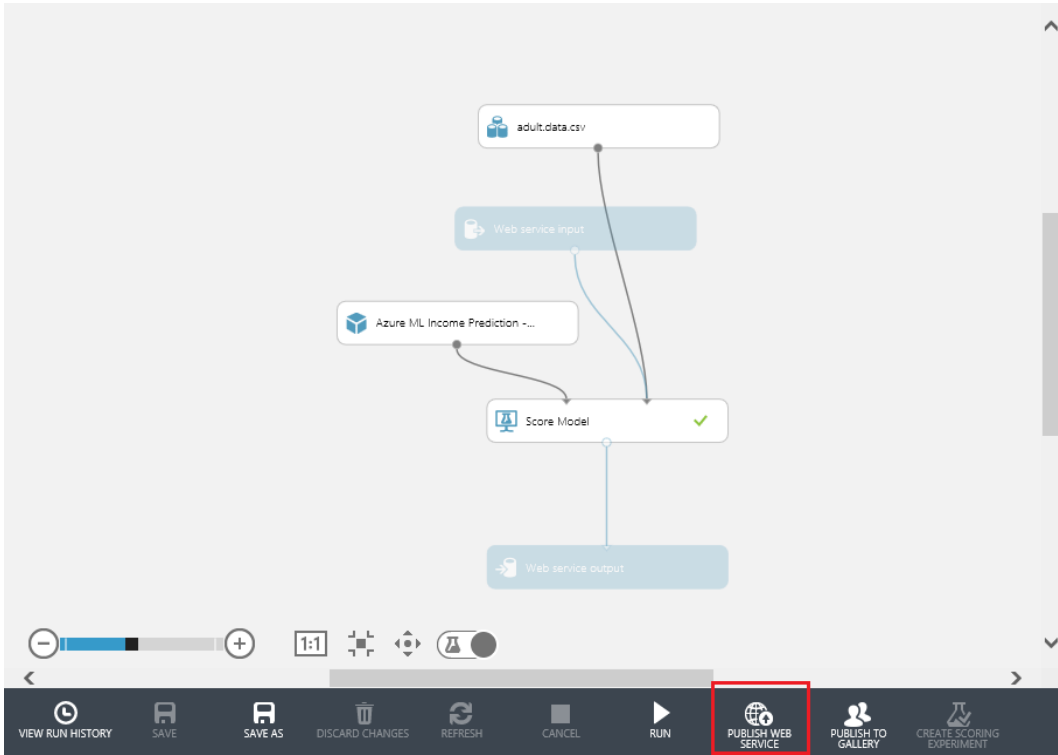 adult.data.csv
Web service input
Azure ML Income Prediction -...
Score Model
Web service output
1:1
VIEW RUN HISTORY
SAVE
SAVE AS
DISCARD CHANGES
REFRESH
CANCEL
RUN
PUBLISH WEB
SERVICE
PUBLISH TO
GALLERY
CREATE SCORING
EXPERIMENT